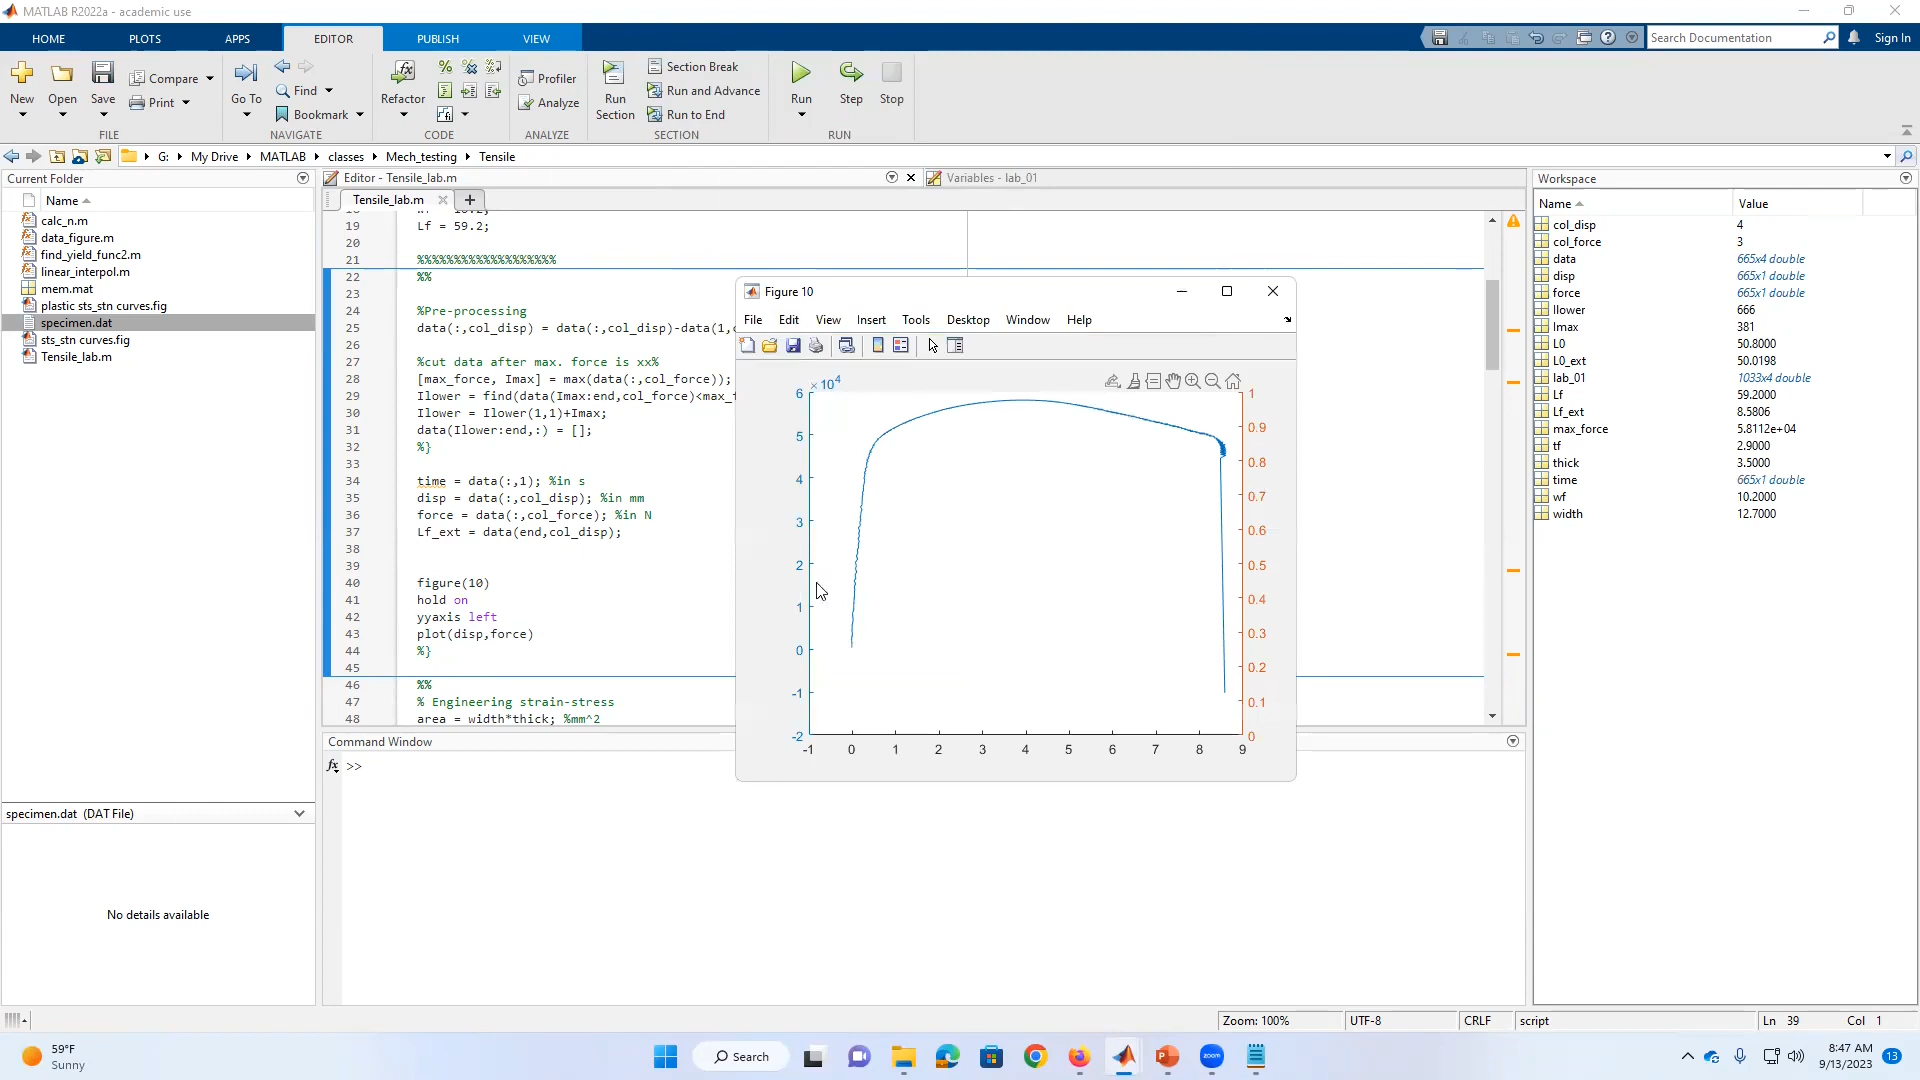 MATLAB R2022a - academic use
HOME PLOTS APPS EDITOR PUBLISH VIEW Search Documentation Sign In
New Open Save Compare Print Go To Find Bookmark Refactor Profiler Analyze Run Section Section Break Run and Advance Run to End Run Step Stop
FILE NAVIGATE CODE ANALYZE SECTION RUN
G: My Drive MATLAB classes Mech_testing Tensile
Current Folder
Name
calc_n.m
data_figure.m
find_yield_func2.m
linear_interpol.m
mem.mat
plastic sts_stn curves.fig
specimen.dat
sts_stn curves.fig
Tensile_lab.m
specimen.dat (DAT File)
No details available
Editor - Tensile_lab.m Variables - lab_01
Tensile_lab.m
19 Lf = 59.2;
20
21 %%%%%%%%%%%%%%%%%%%
22 %%
23
24 %Pre-processing
25 data(:,col_disp) = data(:,col_disp)-data(1,c
26
27 %cut data after max. force is xx%
28 [max_force, Imax] = max(data(:,col_force));
29 Ilower = find(data(Imax:end,col_force)<max_f
30 Ilower = Ilower(1,1)+Imax;
31 data(Ilower:end,:) = [];
32 %}
33
34 time = data(:,1); %in s
35 disp = data(:,col_disp); %in mm
36 force = data(:,col_force); %in N
37 Lf_ext = data(end,col_disp);
38
39
40 figure(10)
41 hold on
42 yyaxis left
43 plot(disp,force)
44 %}
45
46 %%
47 % Engineering strain-stress
48 area = width*thick; %mm^2
Figure 10
File Edit View Insert Tools Desktop Window Help
×10^4
6 5 4 3 2 1 0 -1 -2
1 0.9 0.8 0.7 0.6 0.5 0.4 0.3 0.2 0.1 0
-1 0 1 2 3 4 5 6 7 8 9
Command Window
fx >>
Workspace
Name Value
col_disp 4
col_force 3
data 665x4 double
disp 665x1 double
force 665x1 double
Ilower 666
Imax 381
L0 50.8000
L0_ext 50.0198
lab_01 1033x4 double
Lf 59.2000
Lf_ext 8.5806
max_force 5.8112e+04
tf 2.9000
thick 3.5000
time 665x1 double
wf 10.2000
width 12.7000
Zoom: 100% UTF-8 CRLF script Ln 39 Col 1
59°F
Sunny
Search
zoom
8:47 AM
9/13/2023
13